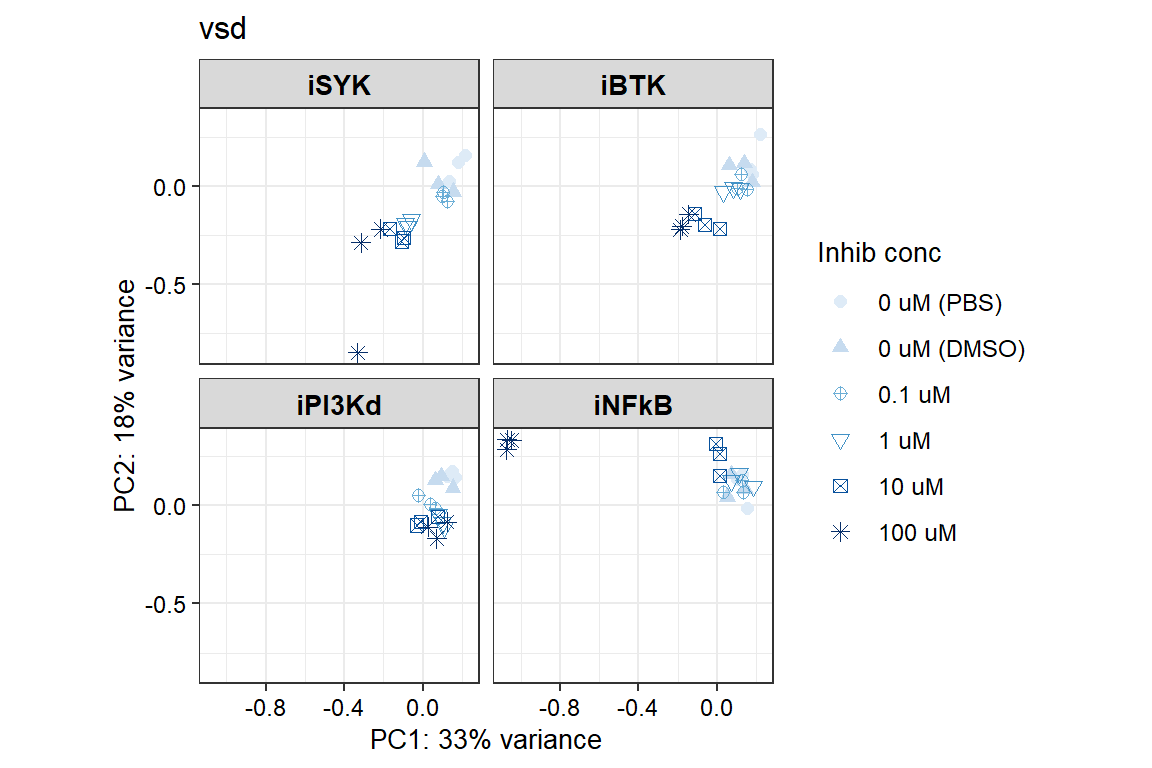 vsd
iSYK
iBTK
0.0
-0.5
iPI3Kd
iNFkB
0.0
-0.5
-0.8
-0.4
0.0
-0.8
-0.4
0.0
PC1: 33% variance
PC2: 18% variance
Inhib conc
0 uM (PBS)
0 uM (DMSO)
0.1 uM
1 uM
10 uM
100 uM